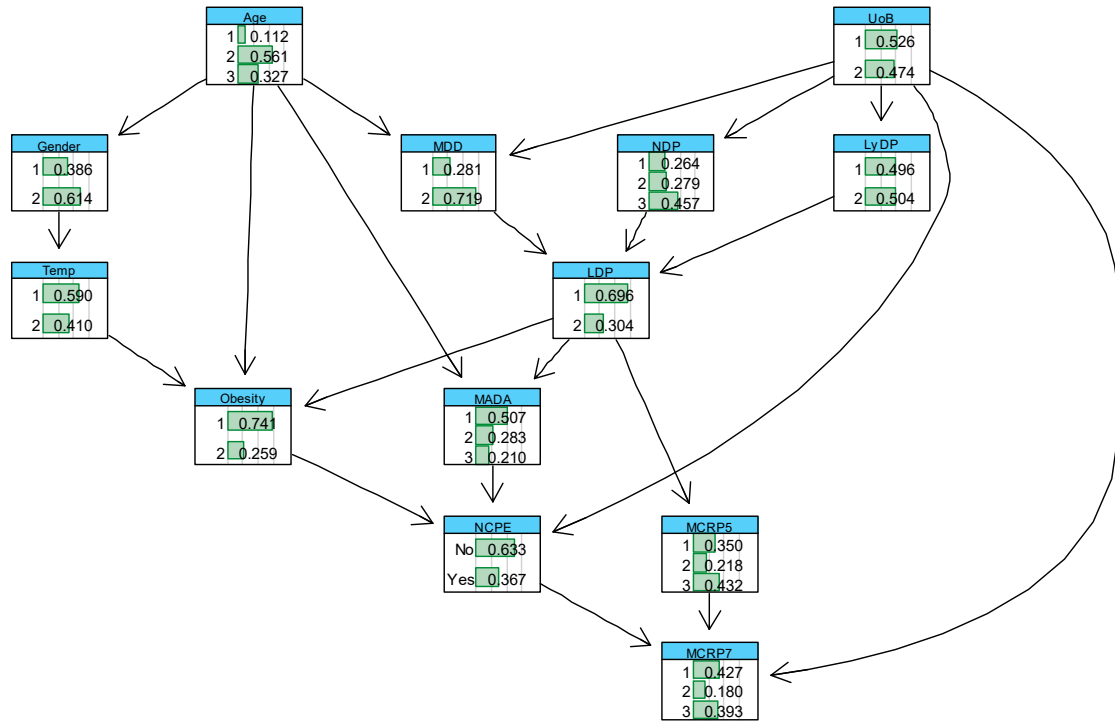 Age
1 0.112
2 0.561
3 0.327
UoB
1 0.526
2 0.474
Gender
1 0.386
2 0.614
MDD
1 0.281
2 0.719
NDP
1 0.264
2 0.279
3 0.457
LyDP
1 0.496
2 0.504
Temp
1 0.590
2 0.410
LDP
1 0.696
2 0.304
Obesity
1 0.741
2 0.259
MADA
1 0.507
2 0.283
3 0.210
NCPE
No 0.633
Yes 0.367
MCRP5
1 0.350
2 0.218
3 0.432
MCRP7
1 0.427
2 0.180
3 0.393